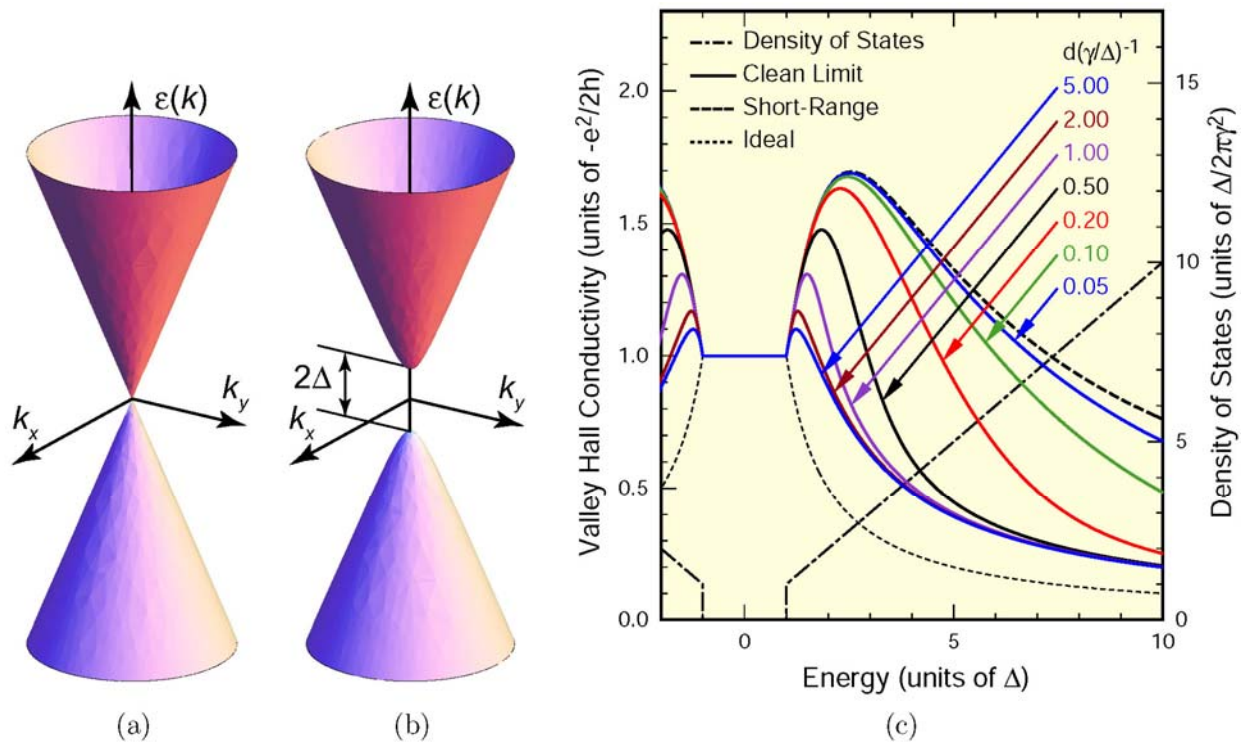 ε(k)
k_x
k_y
(a)
ε(k)
2Δ
k_x
k_y
(b)
Valley Hall Conductivity (units of -e²/2h)
2.0
1.5
1.0
0.5
0.0
Density of States
Clean Limit
Short-Range
Ideal
d(γ/Δ)⁻¹
5.00
2.00
1.00
0.50
0.20
0.10
0.05
15
10
5
0
Density of States (units of Δ/2πγ²)
0
5
10
Energy (units of Δ)
(c)